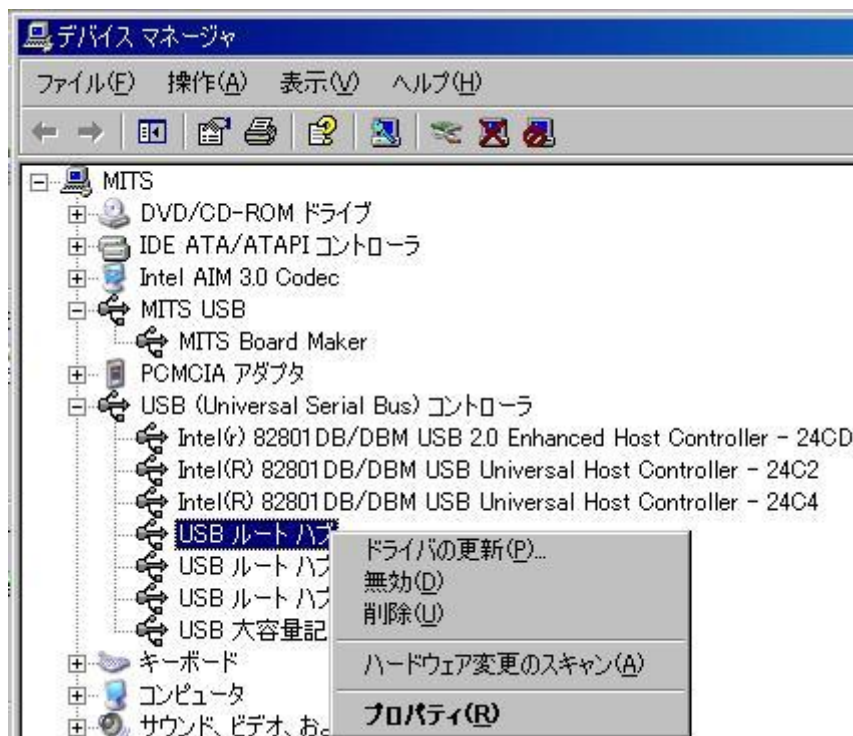 デバイス マネージャ
ファイル(F) 操作(A) 表示(V) ヘルプ(H)
MITS
DVD/CD-ROM ドライブ
IDE ATA/ATAPI コントローラ
Intel AIM 3.0 Codec
MITS USB
MITS Board Maker
PCMCIA アダプタ
USB (Universal Serial Bus) コントローラ
Intel(r) 82801DB/DBM USB 2.0 Enhanced Host Controller - 24CD
Intel(R) 82801DB/DBM USB Universal Host Controller - 24C2
Intel(R) 82801DB/DBM USB Universal Host Controller - 24C4
USB ルート ハブ
USB ルート ハブ
USB ルート ハブ
USB 大容量記
キーボード
コンピュータ
サウンド、ビデオ、およ
ドライバの更新(P)...
無効(D)
削除(U)
ハードウェア変更のスキャン(A)
プロパティ(R)